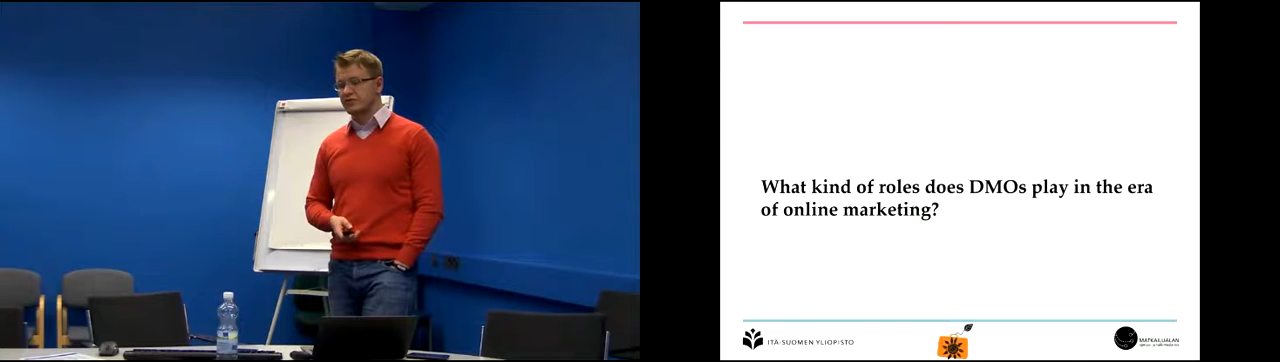 What kind of roles does DMOs play in the era
of online marketing?
ITÄ-SUOMEN YLIOPISTO
MATKAILUALAN